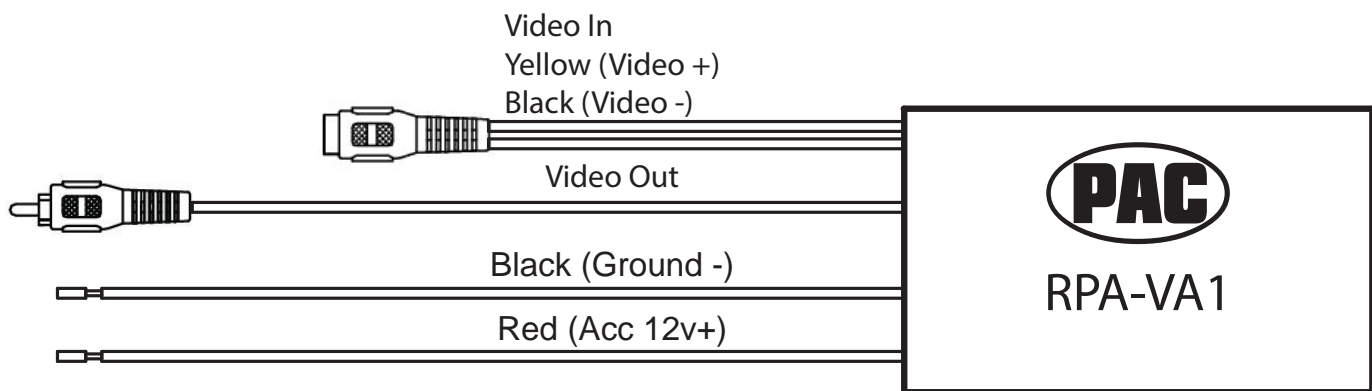 Video In
Yellow (Video +)
Black (Video -)
Video Out
Black (Ground -)
Red (Acc 12v+)
PAC
RPA-VA1